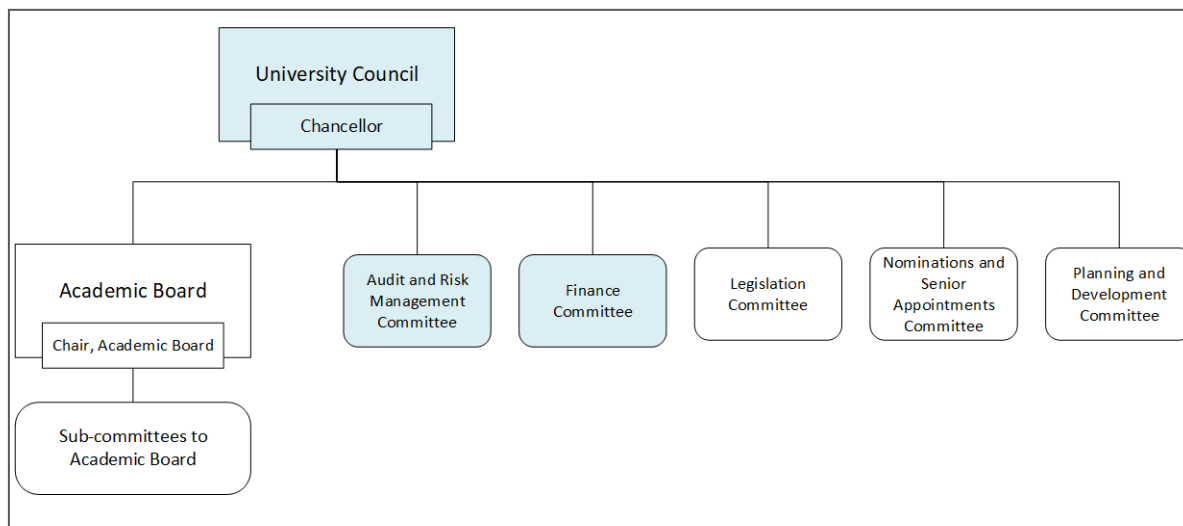 University Council
Chancellor
Academic Board
Chair, Academic Board
Sub-committees to
Academic Board
Audit and Risk
Management
Committee
Finance
Committee
Legislation
Committee
Nominations and
Senior
Appointments
Committee
Planning and
Development
Committee